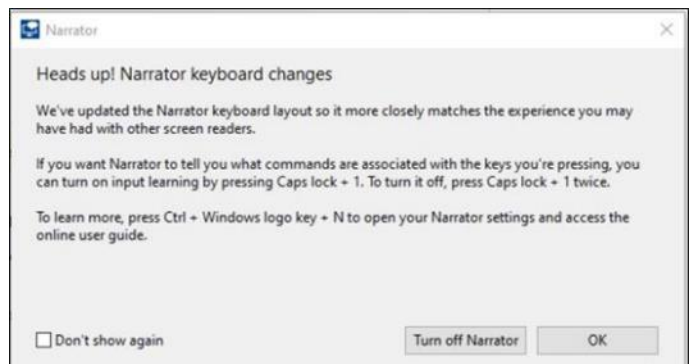 Narrator
Heads up! Narrator keyboard changes
We've updated the Narrator keyboard layout so it more closely matches the experience you may
have had with other screen readers.
If you want Narrator to tell you what commands are associated with the keys you're pressing, you
can turn on input learning by pressing Caps lock + 1. To turn it off, press Caps lock + 1 twice.
To learn more, press Ctrl + Windows logo key + N to open your Narrator settings and access the
online user guide.
Don't show again
Turn off Narrator
OK